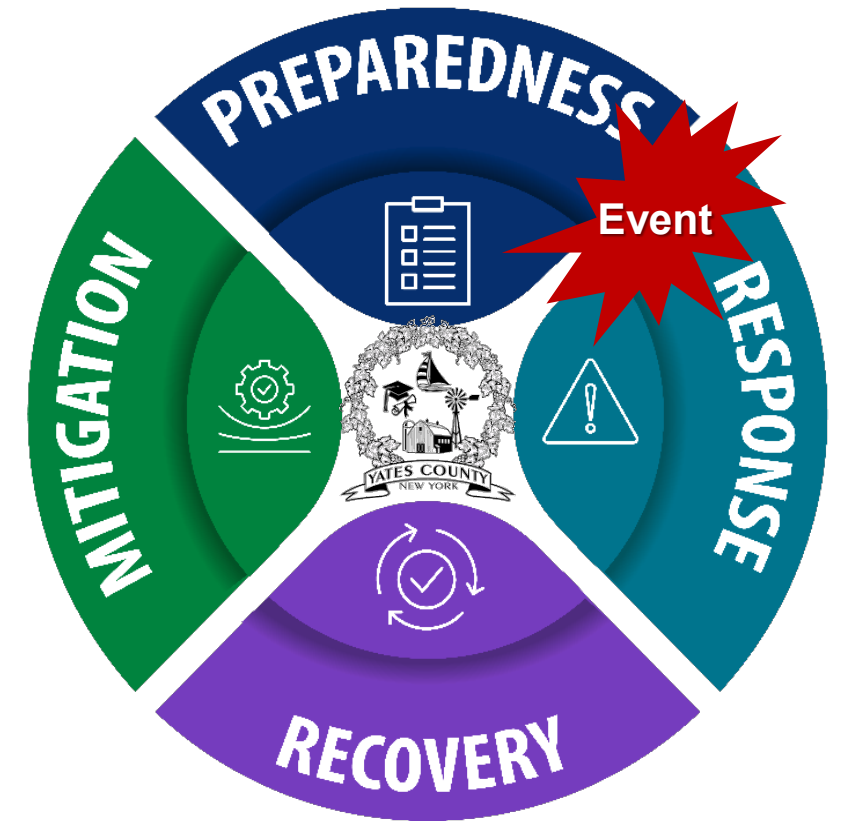 PREPAREDNESS
Event
RESPONSE
MITIGATION
YATES COUNTY
NEW YORK
RECOVERY